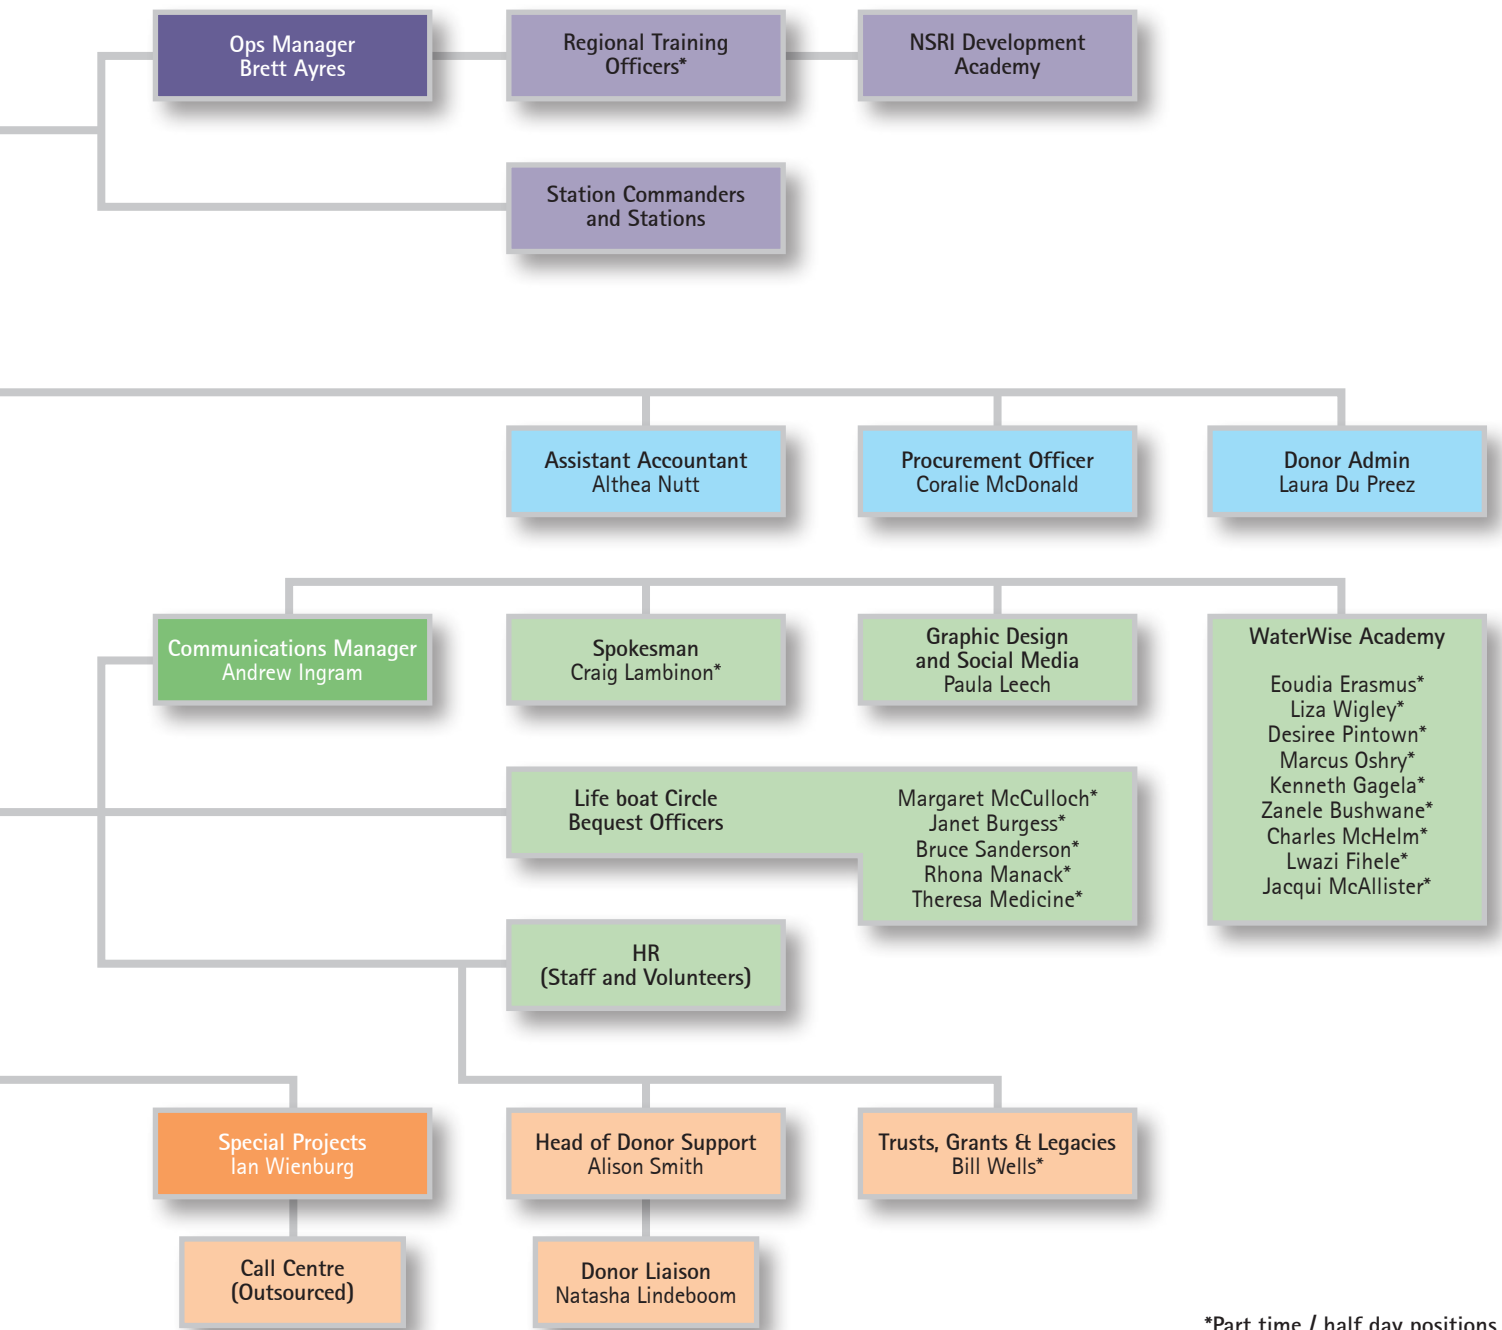 Ops Manager
Brett Ayres
Regional Training
Officers*
NSRI Development
Academy
Station Commanders
and Stations
Assistant Accountant
Althea Nutt
Procurement Officer
Coralie McDonald
Donor Admin
Laura Du Preez
Communications Manager
Andrew Ingram
Spokesman
Craig Lambinon*
Graphic Design
and Social Media
Paula Leech
WaterWise Academy
Eoudia Erasmus*
Liza Wigley*
Desiree Pintown*
Marcus Oshry*
Kenneth Gagela*
Zanele Bushwane*
Charles McHelm*
Lwazi Fihele*
Jacqui McAllister*
Life boat Circle
Bequest Officers
Margaret McCulloch*
Janet Burgess*
Bruce Sanderson*
Rhona Manack*
Theresa Medicine*
HR
(Staff and Volunteers)
Special Projects
Ian Wienburg
Head of Donor Support
Alison Smith
Trusts, Grants & Legacies
Bill Wells*
Call Centre
(Outsourced)
Donor Liaison
Natasha Lindeboom
*Part time / half day positions